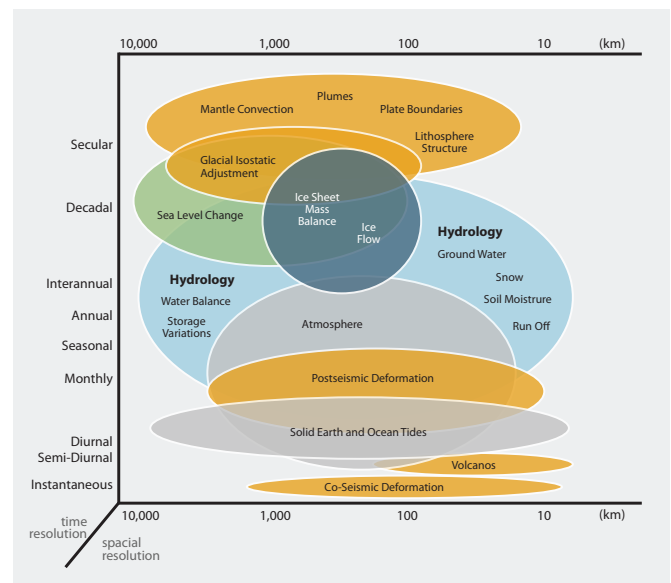 10,000 1,000 100 10 (km)
Plumes
Mantle Convection
Plate Boundaries
Lithosphere
Structure
Secular
Glacial Isostatic
Adjustment
Ice Sheet
Mass
Balance
Decadal
Sea Level Change
Ice
Flow
Hydrology
Ground Water
Hydrology
Snow
Interannual
Water Balance
Soil Moistrure
Annual
Storage
Variations
Atmosphere
Run Off
Seasonal
Monthly
Postseismic Deformation
Diurnal
Solid Earth and Ocean Tides
Semi-Diurnal
Volcanos
Instantaneous
Co-Seismic Deformation
10,000 1,000 100 10 (km)
time
resolution
spacial
resolution